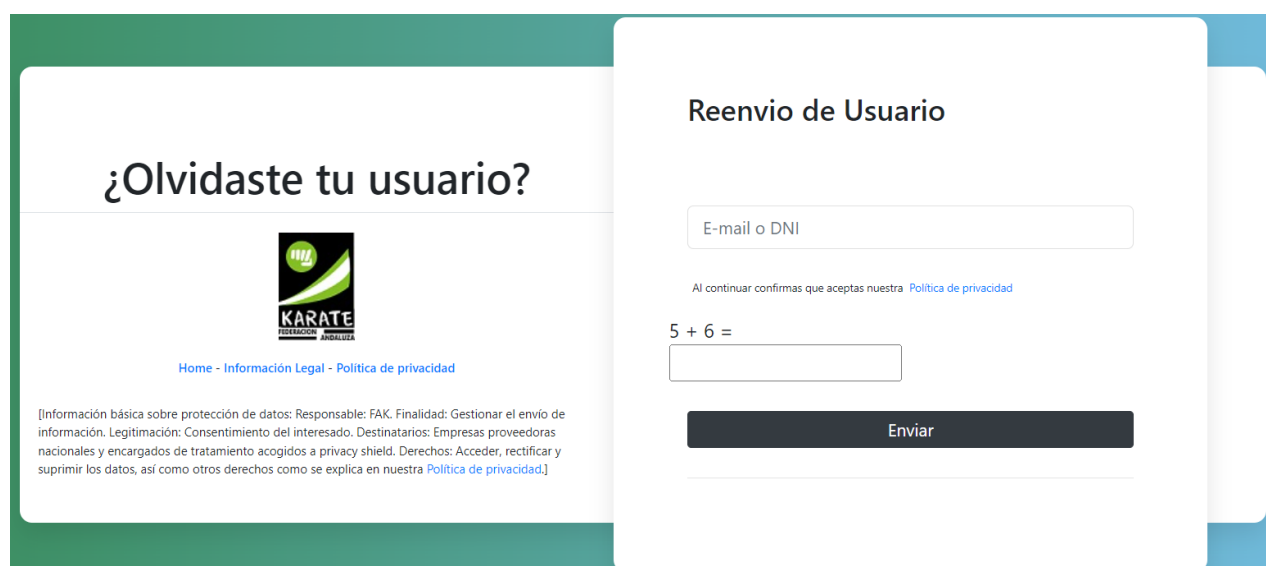 ¿Olvidaste tu usuario?
KARATE
FEDERACION
ANDALUZA
Home - Información Legal - Política de privacidad
[Información básica sobre protección de datos: Responsable: FAK. Finalidad: Gestionar el envío de
información. Legitimación: Consentimiento del interesado. Destinatarios: Empresas proveedoras
nacionales y encargados de tratamiento acogidos a privacy shield. Derechos: Acceder, rectificar y
suprimir los datos, así como otros derechos como se explica en nuestra Política de privacidad.]
Reenvio de Usuario
E-mail o DNI
Al continuar confirmas que aceptas nuestra Política de privacidad
5 + 6 =
Enviar